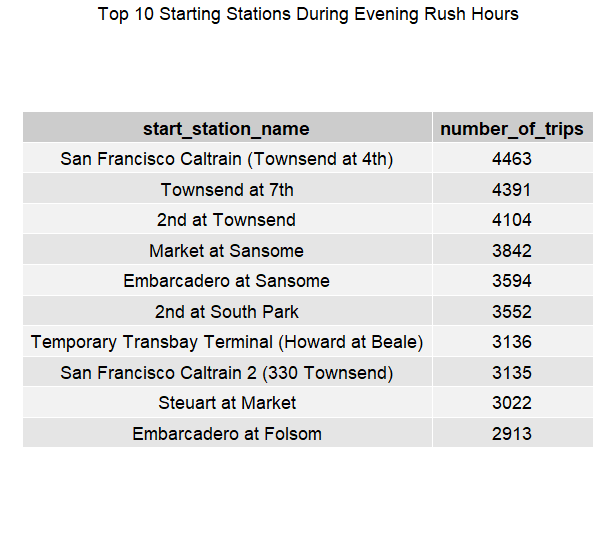 Top 10 Starting Stations During Evening Rush Hours
start_station_name number_of_trips
San Francisco Caltrain (Townsend at 4th) 4463
Townsend at 7th 4391
2nd at Townsend 4104
Market at Sansome 3842
Embarcadero at Sansome 3594
2nd at South Park 3552
Temporary Transbay Terminal (Howard at Beale) 3136
San Francisco Caltrain 2 (330 Townsend) 3135
Steuart at Market 3022
Embarcadero at Folsom 2913